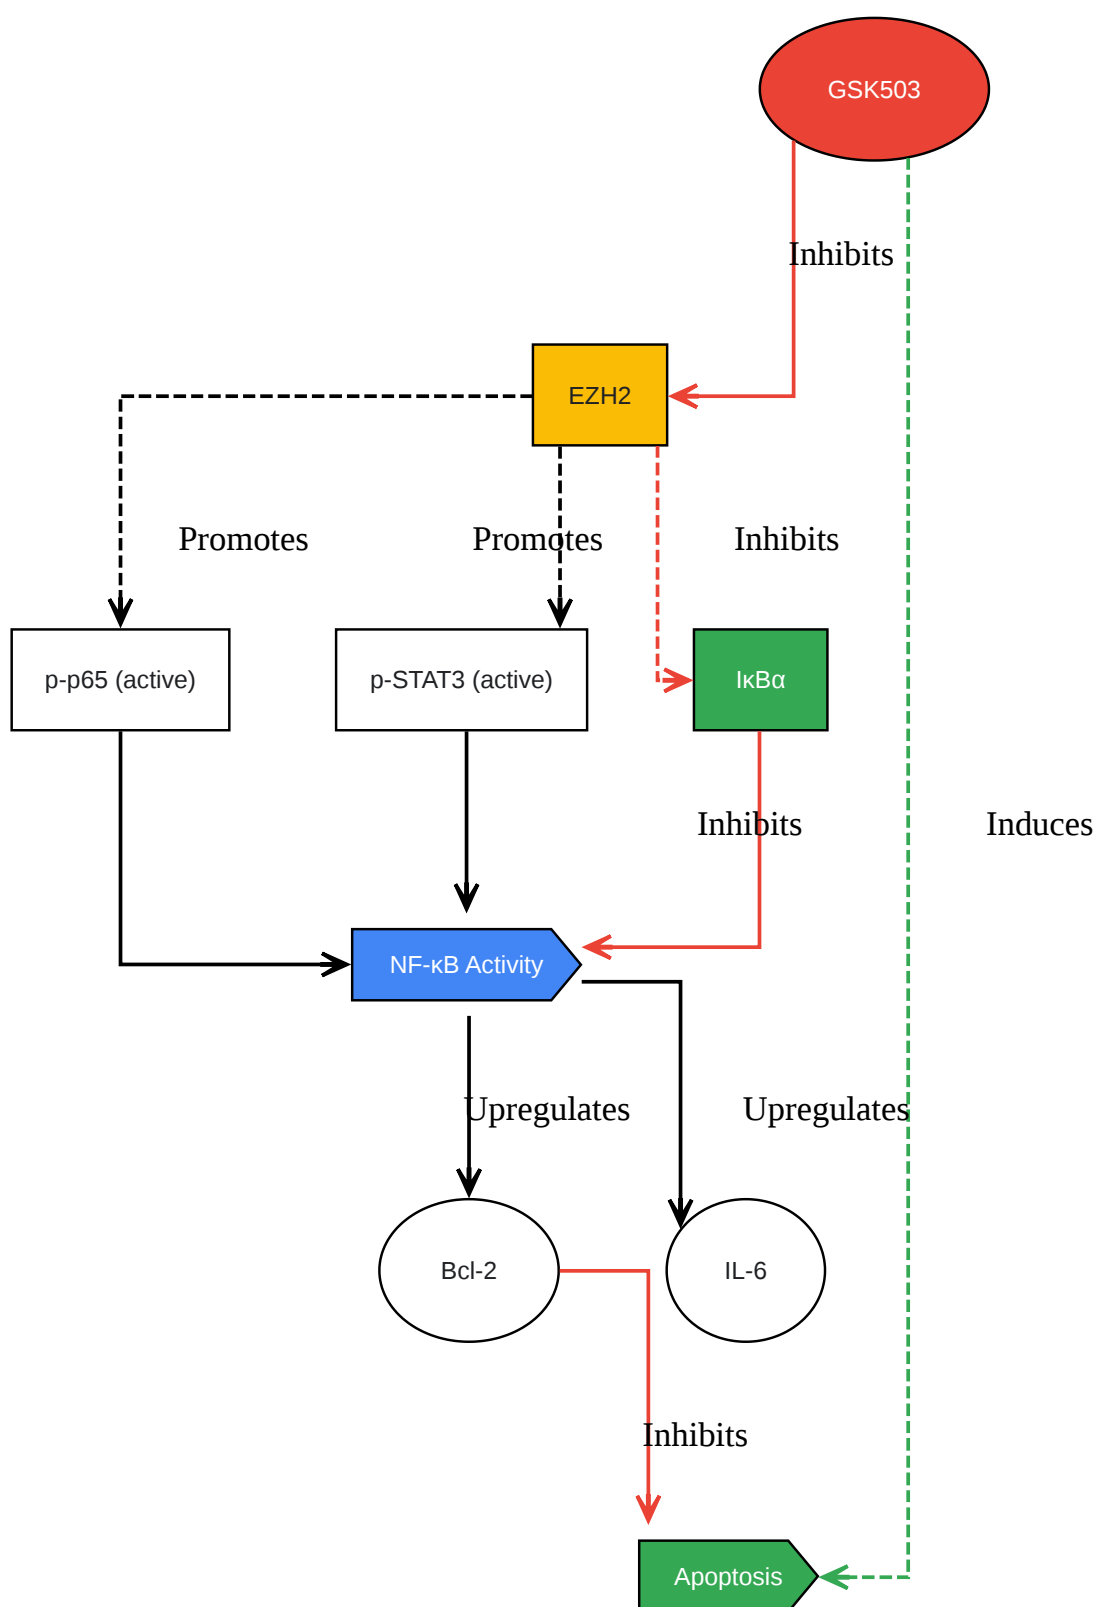 GSK503
Inhibits
EZH2
Promotes
Promotes
Inhibits
p-p65 (active)
p-STAT3 (active)
IκBα
Inhibits
Induces
NF-κB Activity
Upregulates
Upregulates
Bcl-2
IL-6
Inhibits
Apoptosis